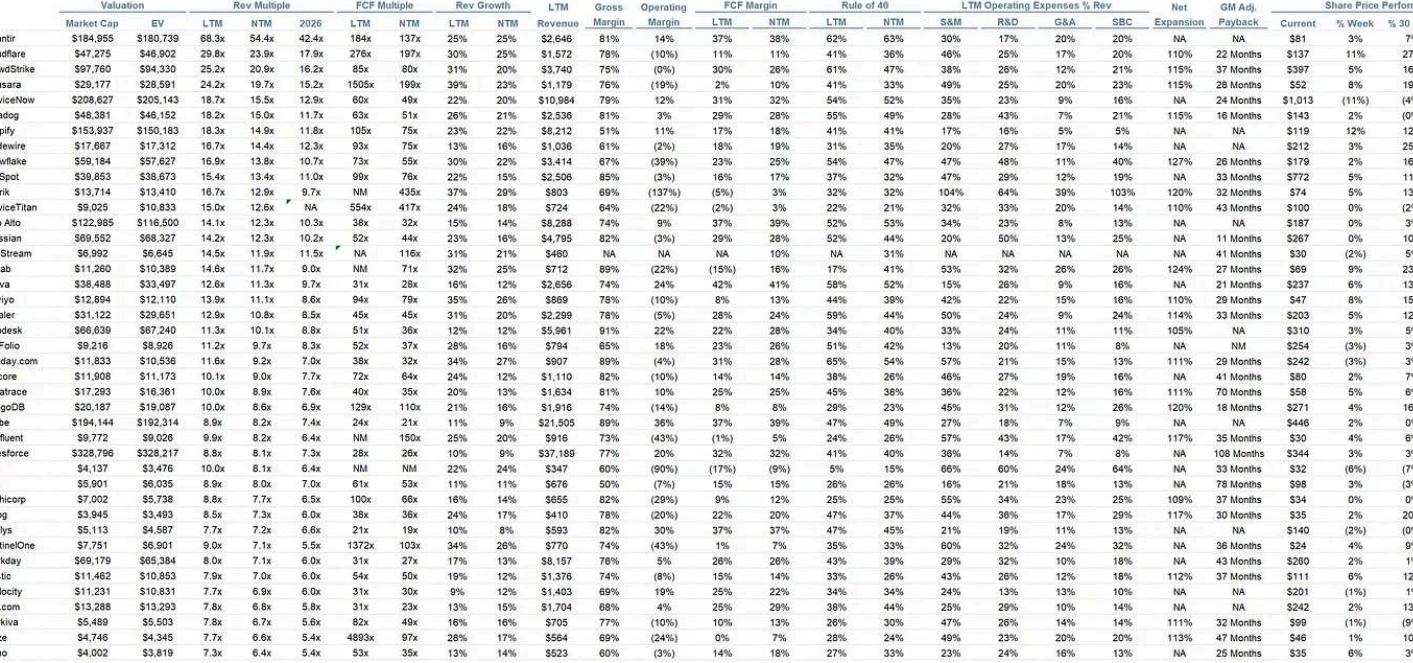 Valuation Rev Multiple FCF Multiple Rev Growth LTM Gross Operating FCF Margin Rule of 40 LTM Operating Expenses % Rev Net GM Adj. Share Price Perforr
Market Cap EV LTM NTM 2026 LTM NTM LTM NTM Revenue Margin Margin LTM NTM LTM NTM S&M R&D G&A SBC Expansion Payback Current % Week % 30
antir $184,955 $180,739 68.3x 54.4x 42.4x 184x 137x 25% 25% $2,646 81% 14% 37% 38% 62% 63% 30% 17% 20% 20% NA NA $81 3% 7%
udflare $47,275 $46,902 29.8x 23.9x 17.9x 276x 197x 30% 25% $1,572 78% (10%) 11% 11% 41% 36% 46% 25% 17% 20% 110% 22 Months $137 11% 27
wdStrike $97,760 $94,330 25.2x 20.9x 16.2x 85x 80x 31% 20% $3,740 75% (0%) 30% 26% 61% 47% 38% 26% 12% 21% 115% 37 Months $397 5% 16
nsara $29,177 $28,591 24.2x 19.7x 15.2x 1505x 199x 39% 23% $1,179 76% (19%) 2% 10% 41% 33% 49% 25% 20% 23% 115% 28 Months $52 8% 19
viceNow $208,627 $205,143 18.7x 15.5x 12.9x 60x 49x 22% 20% $10,984 79% 12% 31% 32% 54% 52% 35% 23% 9% 16% NA 24 Months $1,013 (11%) (4%
adog $48,381 $46,152 18.2x 15.0x 11.7x 63x 51x 26% 21% $2,536 81% 3% 29% 28% 55% 49% 28% 43% 7% 21% 115% 16 Months $143 2% (0%
pify $153,937 $150,183 18.3x 14.9x 11.8x 105x 75x 23% 22% $8,212 51% 11% 17% 18% 41% 41% 17% 16% 5% 5% NA NA $119 12% 12
dewire $17,667 $17,312 16.7x 14.4x 12.3x 93x 75x 13% 16% $1,036 61% (2%) 18% 19% 31% 35% 20% 27% 17% 14% NA NA $212 3% 25
wflake $59,184 $57,627 16.9x 13.8x 10.7x 73x 55x 30% 22% $3,414 67% (39%) 23% 25% 54% 47% 47% 48% 11% 40% 127% 26 Months $179 2% 16
Spot $39,853 $38,673 15.4x 13.4x 11.0x 99x 76x 22% 15% $2,506 85% (3%) 16% 17% 37% 32% 47% 29% 12% 19% NA 33 Months $772 5% 11
rik $13,714 $13,410 16.7x 12.9x 9.7x NM 435x 37% 29% $803 69% (137%) (5%) 3% 32% 32% 104% 64% 39% 103% 120% 32 Months $74 5% 13
viceTitan $9,025 $10,833 15.0x 12.6x NA 554x 417x 24% 18% $724 64% (22%) (2%) 3% 22% 21% 32% 33% 20% 14% 110% 43 Months $100 0% (2%
o Alto $122,985 $116,500 14.1x 12.3x 10.3x 38x 32x 15% 14% $8,288 74% 9% 37% 39% 52% 53% 34% 23% 8% 13% NA NA $187 0% 3%
ssian $69,552 $68,327 14.2x 12.3x 10.2x 52x 44x 23% 16% $4,795 82% (3%) 29% 28% 52% 44% 20% 50% 13% 25% NA 11 Months $267 0% 10
Stream $6,992 $6,645 14.5x 11.9x 11.5x NA 116x 31% 21% $460 NA NA NA 10% NA 31% NA NA NA NA NA 41 Months $30 (2%) 5%
ab $11,260 $10,389 14.6x 11.7x 9.0x NM 71x 32% 25% $712 89% (22%) (15%) 16% 17% 41% 53% 32% 26% 26% 124% 27 Months $69 9% 23
va $38,488 $33,497 12.6x 11.3x 9.7x 31x 28x 16% 12% $2,656 74% 24% 42% 41% 58% 52% 15% 26% 9% 16% NA 21 Months $237 6% 13
viyo $12,894 $12,110 13.9x 11.1x 8.6x 94x 79x 35% 26% $869 78% (10%) 8% 13% 44% 39% 42% 22% 15% 16% 110% 29 Months $47 8% 15
aler $31,122 $29,651 12.9x 10.8x 8.5x 45x 45x 31% 20% $2,299 78% (5%) 28% 24% 59% 44% 50% 24% 9% 24% 114% 33 Months $203 5% 12
odesk $66,639 $67,240 11.3x 10.1x 8.8x 51x 36x 12% 12% $5,961 91% 22% 22% 28% 34% 40% 33% 24% 11% 11% 105% NA $310 3% 5%
Folio $9,216 $8,926 11.2x 9.7x 8.3x 52x 37x 28% 16% $794 65% 18% 23% 26% 51% 42% 13% 20% 11% 8% NA NM $254 (3%) 3%
day.com $11,833 $10,536 11.6x 9.2x 7.0x 38x 32x 34% 27% $907 89% (4%) 31% 28% 65% 54% 57% 21% 15% 13% 111% 29 Months $242 (3%) 3%
core $11,908 $11,173 10.1x 9.0x 7.7x 72x 64x 24% 12% $1,110 82% (10%) 14% 14% 38% 26% 46% 27% 19% 16% NA 41 Months $80 2% 7%
atrace $17,293 $16,361 10.0x 8.9x 7.6x 40x 35x 20% 13% $1,634 81% 10% 25% 25% 45% 38% 36% 22% 12% 16% 111% 70 Months $58 5% 6%
goDB $20,187 $19,087 10.0x 8.6x 6.9x 129x 110x 21% 16% $1,916 74% (14%) 8% 8% 29% 23% 45% 31% 12% 26% 120% 18 Months $271 4% 16
be $194,144 $192,314 8.9x 8.2x 7.4x 24x 21x 11% 9% $21,505 89% 36% 37% 39% 47% 49% 27% 18% 7% 9% NA NA $446 2% 0%
fluent $9,772 $9,026 9.9x 8.2x 6.4x NM 150x 25% 20% $916 73% (43%) (1%) 5% 24% 26% 57% 43% 17% 42% 117% 35 Months $30 4% 6%
esforce $328,796 $328,217 8.8x 8.1x 7.3x 28x 26x 10% 9% $37,189 77% 20% 32% 32% 41% 40% 36% 14% 7% 8% NA 108 Months $344 3% 3%
$4,137 $3,476 10.0x 8.1x 6.4x NM NM 22% 24% $347 60% (90%) (17%) (9%) 5% 15% 66% 60% 24% 64% NA 33 Months $32 (6%) (7%
$5,901 $6,035 8.9x 8.0x 7.0x 61x 53x 11% 11% $676 50% (7%) 15% 15% 26% 26% 16% 21% 18% 13% NA 78 Months $98 3% (3%
hicorp $7,002 $5,738 8.8x 7.7x 6.5x 100x 66x 16% 14% $655 82% (29%) 9% 12% 25% 25% 55% 34% 23% 25% 109% 37 Months $34 0% 0%
og $3,945 $3,493 8.5x 7.3x 6.0x 38x 36x 24% 17% $410 78% (20%) 22% 20% 47% 37% 44% 36% 17% 29% 117% 30 Months $35 2% 20
lys $5,113 $4,587 7.7x 7.2x 6.6x 21x 19x 10% 8% $593 82% 30% 37% 37% 47% 45% 21% 19% 11% 13% NA NA $140 (2%) (0%
tinelOne $7,751 $6,901 9.0x 7.1x 5.5x 1372x 103x 34% 26% $770 74% (43%) 1% 7% 35% 33% 60% 32% 24% 32% NA 36 Months $24 4% 9%
rkday $69,179 $65,384 8.0x 7.1x 6.0x 31x 27x 17% 13% $8,157 76% 5% 26% 26% 43% 39% 29% 32% 10% 18% NA 43 Months $260 2% 1%
stic $11,462 $10,853 7.9x 7.0x 6.0x 54x 50x 19% 12% $1,376 74% (8%) 15% 14% 33% 26% 43% 26% 12% 18% 112% 37 Months $111 6% 12
locity $11,231 $10,831 7.7x 6.9x 6.0x 31x 30x 9% 12% $1,403 69% 19% 25% 22% 34% 34% 24% 13% 13% 10% NA NA $201 (1%) 1%
.com $13,288 $13,293 7.8x 6.8x 5.8x 31x 23x 13% 15% $1,704 68% 4% 25% 29% 38% 44% 25% 29% 10% 14% NA NA $242 2% 13
rkiva $5,489 $5,503 7.8x 6.7x 5.6x 82x 49x 16% 16% $705 77% (10%) 10% 13% 26% 30% 47% 26% 14% 14% 111% 32 Months $99 (1%) (9%
ze $4,746 $4,345 7.7x 6.6x 5.4x 4893x 97x 28% 17% $564 69% (24%) 0% 7% 28% 24% 49% 23% 20% 20% 113% 47 Months $46 1% 10
no $4,002 $3,819 7.3x 6.4x 5.4x 53x 35x 13% 14% $523 60% (3%) 14% 18% 27% 33% 23% 24% 16% 13% NA 25 Months $35 6% 3%